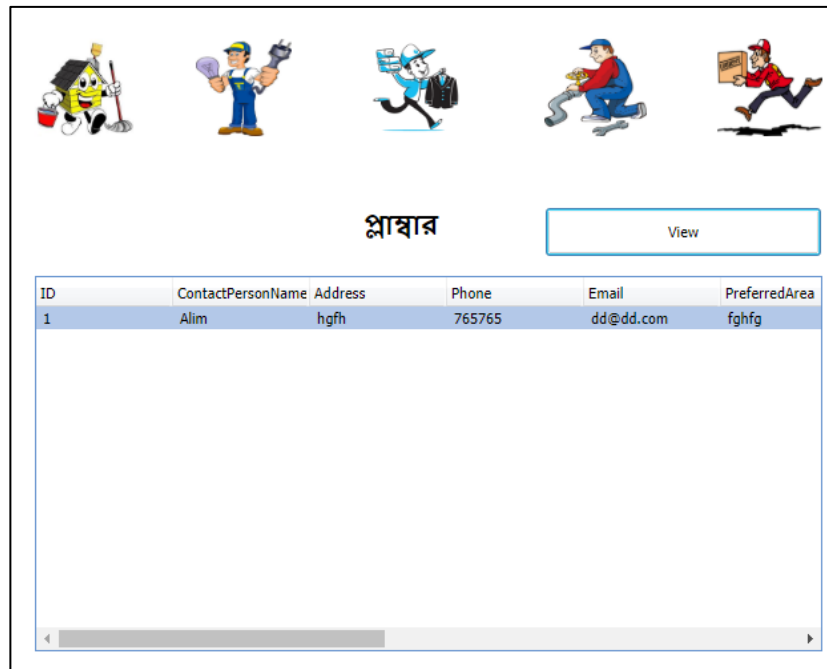 প্লাম্বার
View
ID ContactPersonName Address Phone Email PreferredArea
1 Alim hgfh 765765 dd@dd.com fghfg